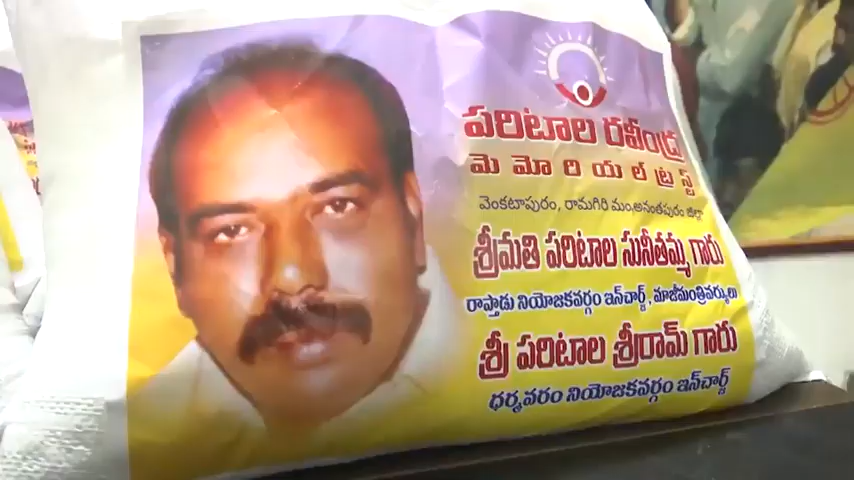 పరిటాల రవీంద్ర
మె మో రి య ల్ ట్ర స్ట్
వెంకటాపురం, రామగిరి మం,అనంతపురం జిల్లా
శ్రీమతి పరిటాల సునీతమ్మ గారు
రాప్తాడు నియోజకవర్గం ఇన్‌చార్జ్, మాజీమంత్రివర్యులు
శ్రీ పరిటాల శ్రీరామ్ గారు
ధర్మవరం నియోజకవర్గం ఇన్‌చార్జ్